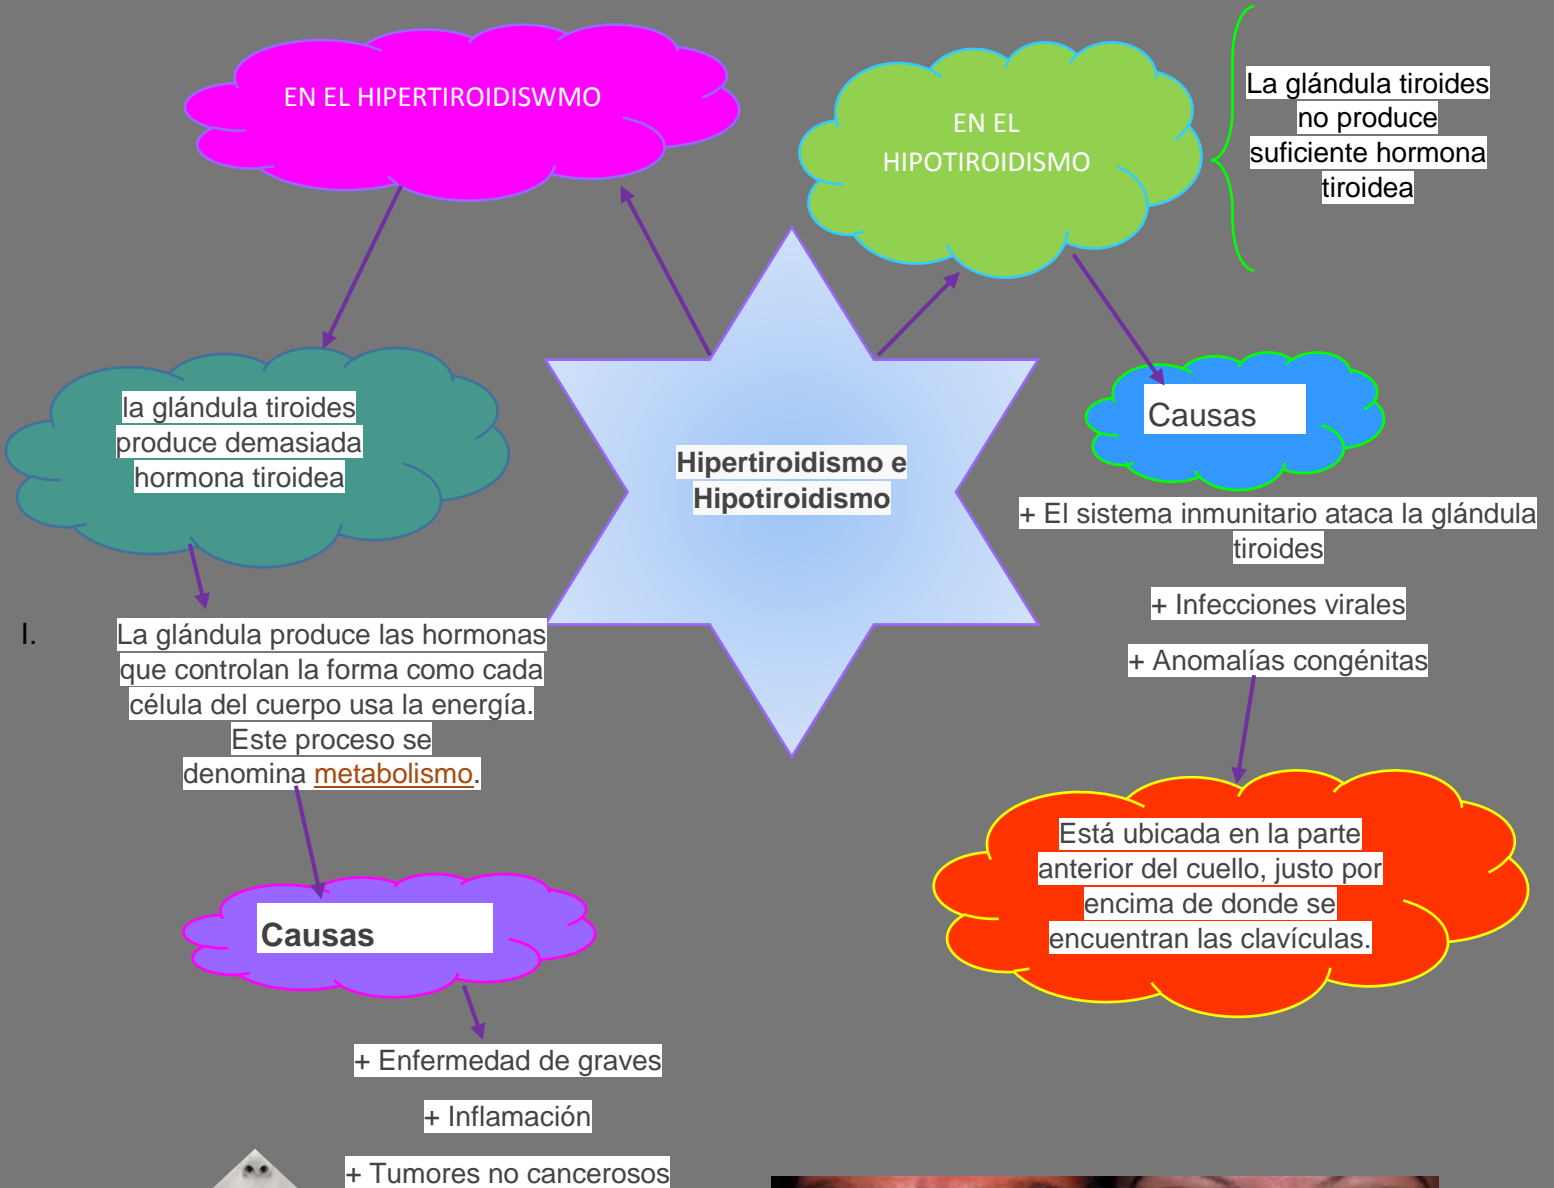 EN EL HIPERTIROIDISWMO
la glándula tiroides
produce demasiada
hormona tiroidea
I.
La glándula produce las hormonas
que controlan la forma como cada
célula del cuerpo usa la energía.
Este proceso se
denomina metabolismo.
Causas
+ Enfermedad de graves
+ Inflamación
+ Tumores no cancerosos
Hipertiroidismo e
Hipotiroidismo
EN EL
HIPOTIROIDISMO
La glándula tiroides
no produce
suficiente hormona
tiroidea
Causas
+ El sistema inmunitario ataca la glándula
tiroides
+ Infecciones virales
+ Anomalías congénitas
Está ubicada en la parte
anterior del cuello, justo por
encima de donde se
encuentran las clavículas.